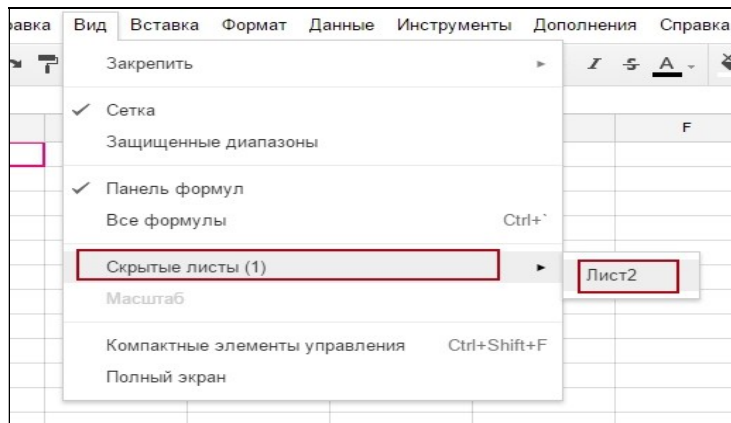 равка Вид Вставка Формат Данные Инструменты Дополнения Справка
Закрепить ►
I S A
✓ Сетка
F
Защищенные диапазоны
✓ Панель формул
Все формулы Ctrl+`
Скрытые листы (1) ►
Лист2
Масштаб
Компактные элементы управления Ctrl+Shift+F
Полный экран